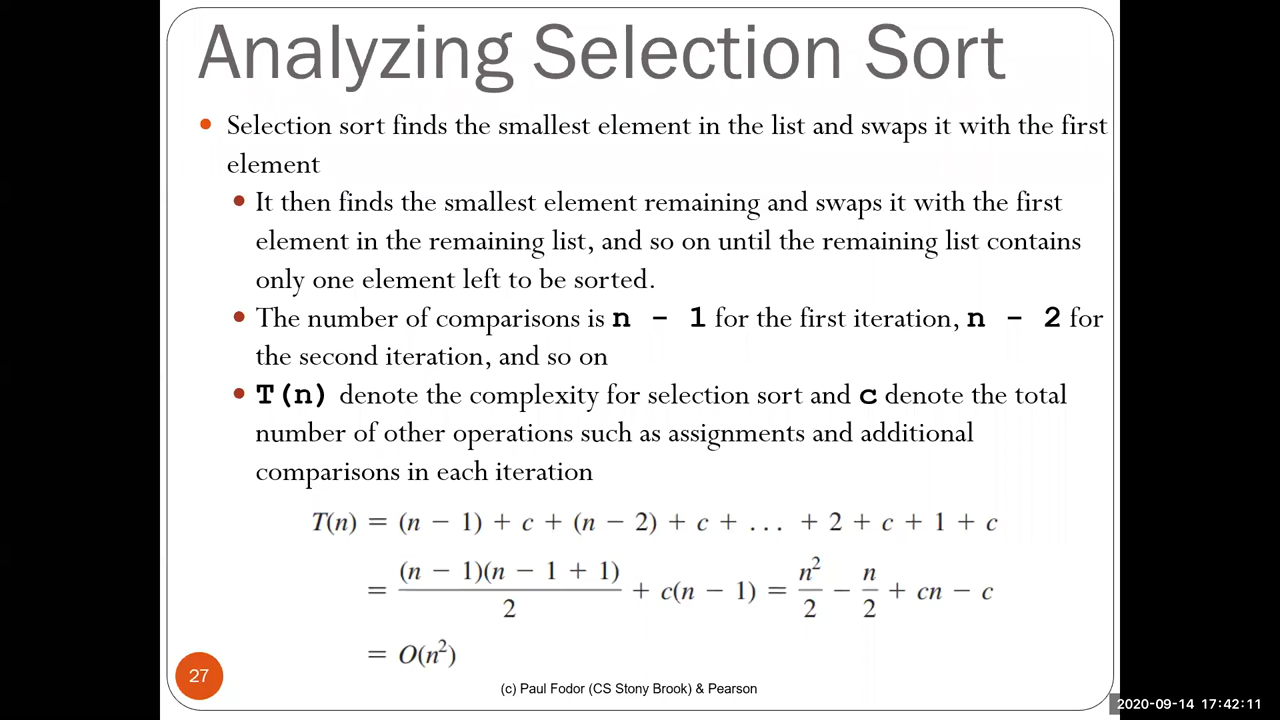 Analyzing Selection Sort
• Selection sort finds the smallest element in the list and swaps it with the first
element
• It then finds the smallest element remaining and swaps it with the first
element in the remaining list, and so on until the remaining list contains
only one element left to be sorted.
• The number of comparisons is n - 1 for the first iteration, n - 2 for
the second iteration, and so on
• T(n) denote the complexity for selection sort and c denote the total
number of other operations such as assignments and additional
comparisons in each iteration
T(n) = (n − 1) + c + (n − 2) + c + . . . + 2 + c + 1 + c
= (n − 1)(n − 1 + 1)/2 + c(n − 1) = n²/2 − n/2 + cn − c
= O(n²)
27
(c) Paul Fodor (CS Stony Brook) & Pearson
2020-09-14 17:42:11